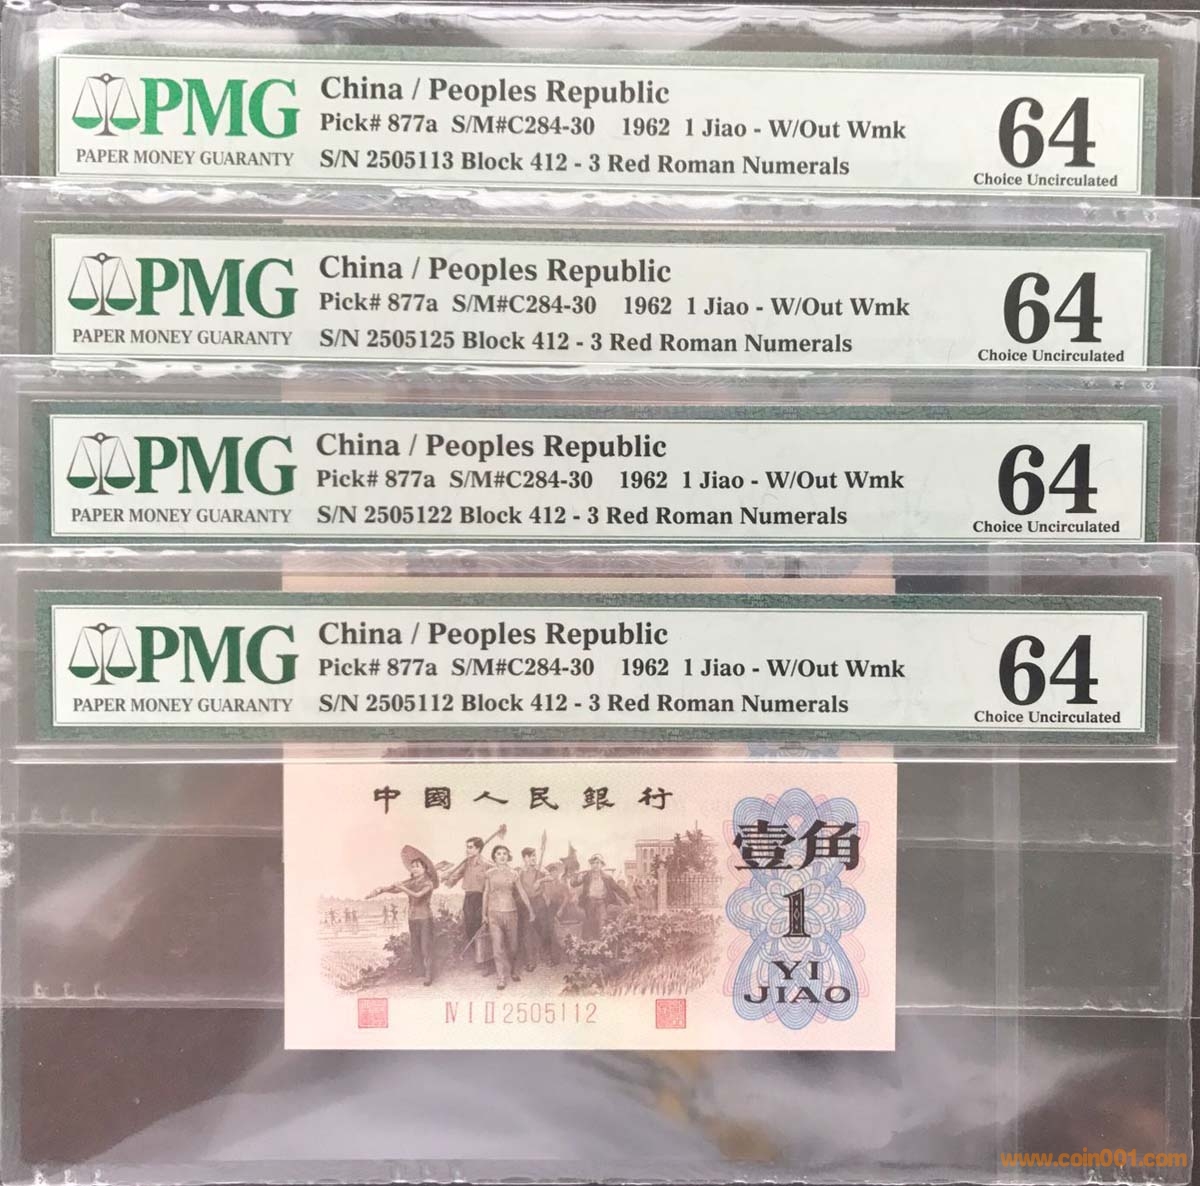 PMG
PAPER MONEY GUARANTY
China / Peoples Republic
Pick# 877a S/M#C284-30 1962 1 Jiao - W/Out Wmk
S/N 2505113 Block 412 - 3 Red Roman Numerals
64
Choice Uncirculated
PMG
PAPER MONEY GUARANTY
China / Peoples Republic
Pick# 877a S/M#C284-30 1962 1 Jiao - W/Out Wmk
S/N 2505125 Block 412 - 3 Red Roman Numerals
64
Choice Uncirculated
PMG
PAPER MONEY GUARANTY
China / Peoples Republic
Pick# 877a S/M#C284-30 1962 1 Jiao - W/Out Wmk
S/N 2505122 Block 412 - 3 Red Roman Numerals
64
Choice Uncirculated
PMG
PAPER MONEY GUARANTY
China / Peoples Republic
Pick# 877a S/M#C284-30 1962 1 Jiao - W/Out Wmk
S/N 2505112 Block 412 - 3 Red Roman Numerals
64
Choice Uncirculated
中國人民銀行
壹角
1
YI
JIAO
Ⅳ Ⅰ Ⅱ 2505112
www.coin001.com